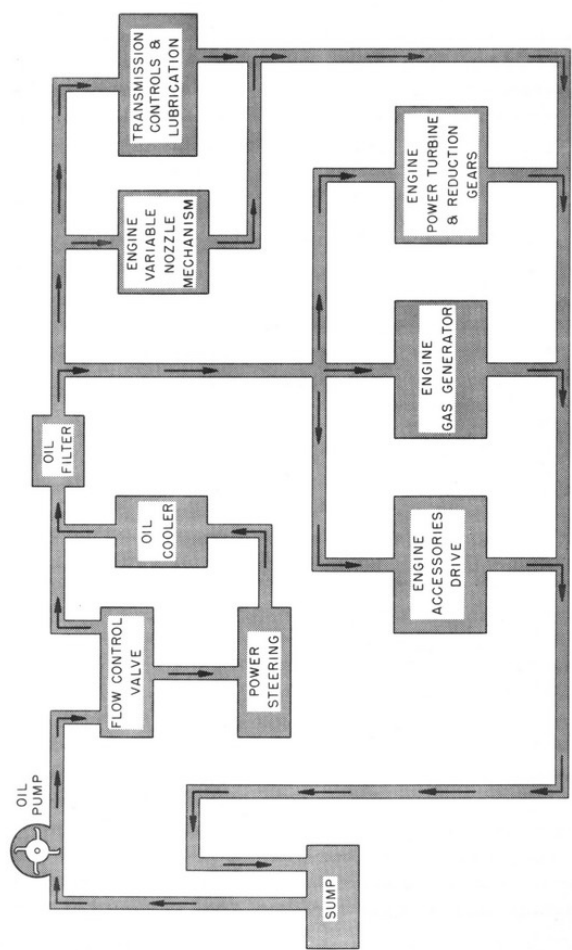 OIL
PUMP
FLOW CONTROL
VALVE
POWER
STEERING
OIL
COOLER
OIL
FILTER
ENGINE
VARIABLE
NOZZLE
MECHANISM
TRANSMISSION
CONTROLS &
LUBRICATION
SUMP
ENGINE
ACCESSORIES
DRIVE
ENGINE
GAS GENERATOR
ENGINE
POWER TURBINE
& REDUCTION
GEARS